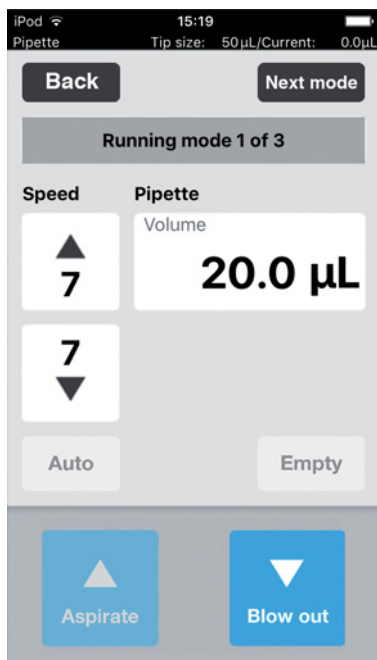 iPod 15:19
Pipette Tip size: 50µL/Current: 0.0µL
Back Next mode
Running mode 1 of 3
Speed Pipette
Volume
7 20.0 µL
7
Auto Empty
Aspirate Blow out